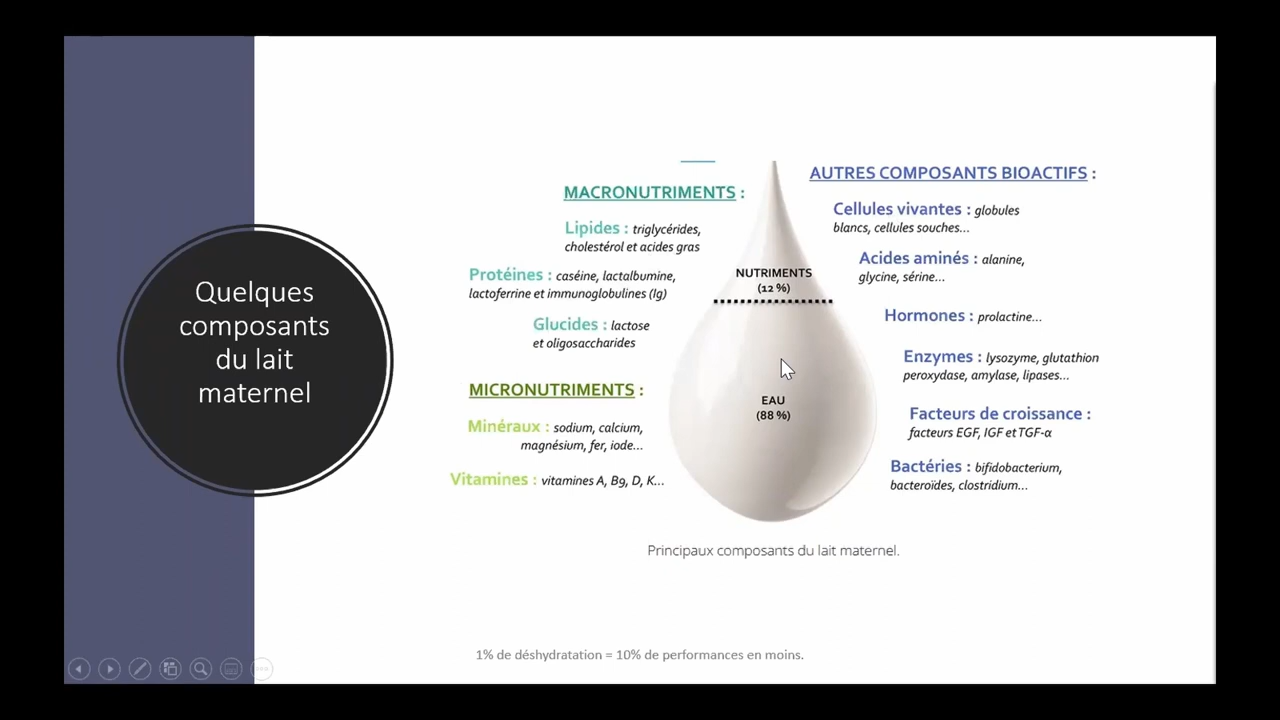 Quelques
composants
du lait
maternel
MACRONUTRIMENTS :
Lipides : triglycérides,
cholestérol et acides gras
Protéines : caséine, lactalbumine,
lactoferrine et immunoglobulines (Ig)
Glucides : lactose
et oligosaccharides
MICRONUTRIMENTS :
Minéraux : sodium, calcium,
magnésium, fer, iode...
Vitamines : vitamines A, B9, D, K...
NUTRIMENTS
(12 %)
EAU
(88 %)
AUTRES COMPOSANTS BIOACTIFS :
Cellules vivantes : globules
blancs, cellules souches...
Acides aminés : alanine,
glycine, sérine...
Hormones : prolactine...
Enzymes : lysozyme, glutathion
peroxydase, amylase, lipases...
Facteurs de croissance :
facteurs EGF, IGF et TGF-α
Bactéries : bifidobacterium,
bacteroïdes, clostridium...
Principaux composants du lait maternel.
1% de déshydratation = 10% de performances en moins.